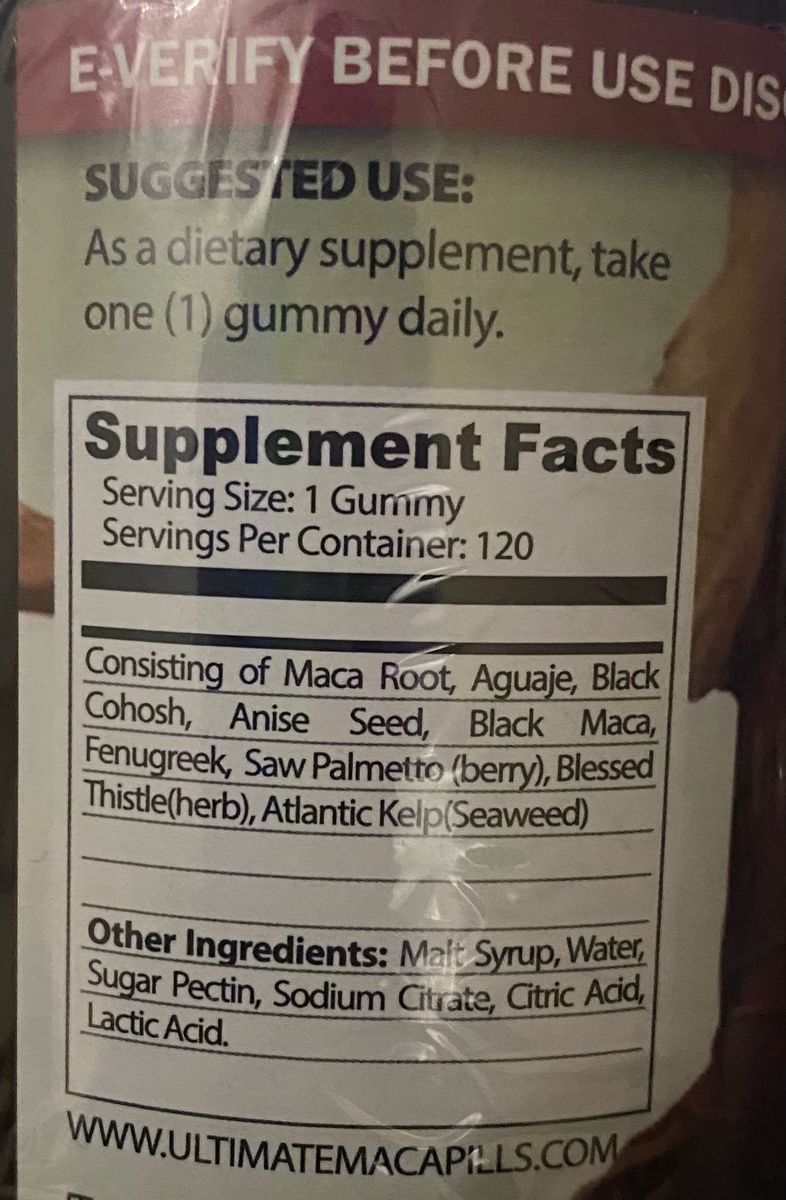 E-VERIFY BEFORE USE
SUGGESTED USE:
As a dietary supplement, take
one (1) gummy daily.
Supplement Facts
Serving Size: 1 Gummy
Servings Per Container: 120
Consisting of Maca Root, Aguaje, Black
Cohosh, Anise Seed, Black Maca,
Fenugreek, Saw Palmetto (berry), Blessed
Thistle(herb), Atlantic Kelp(Seaweed)
Other Ingredients: Malt Syrup, Water,
Sugar Pectin, Sodium Citrate, Citric Acid,
Lactic Acid.
WWW.ULTIMATEMACAPILLS.COM